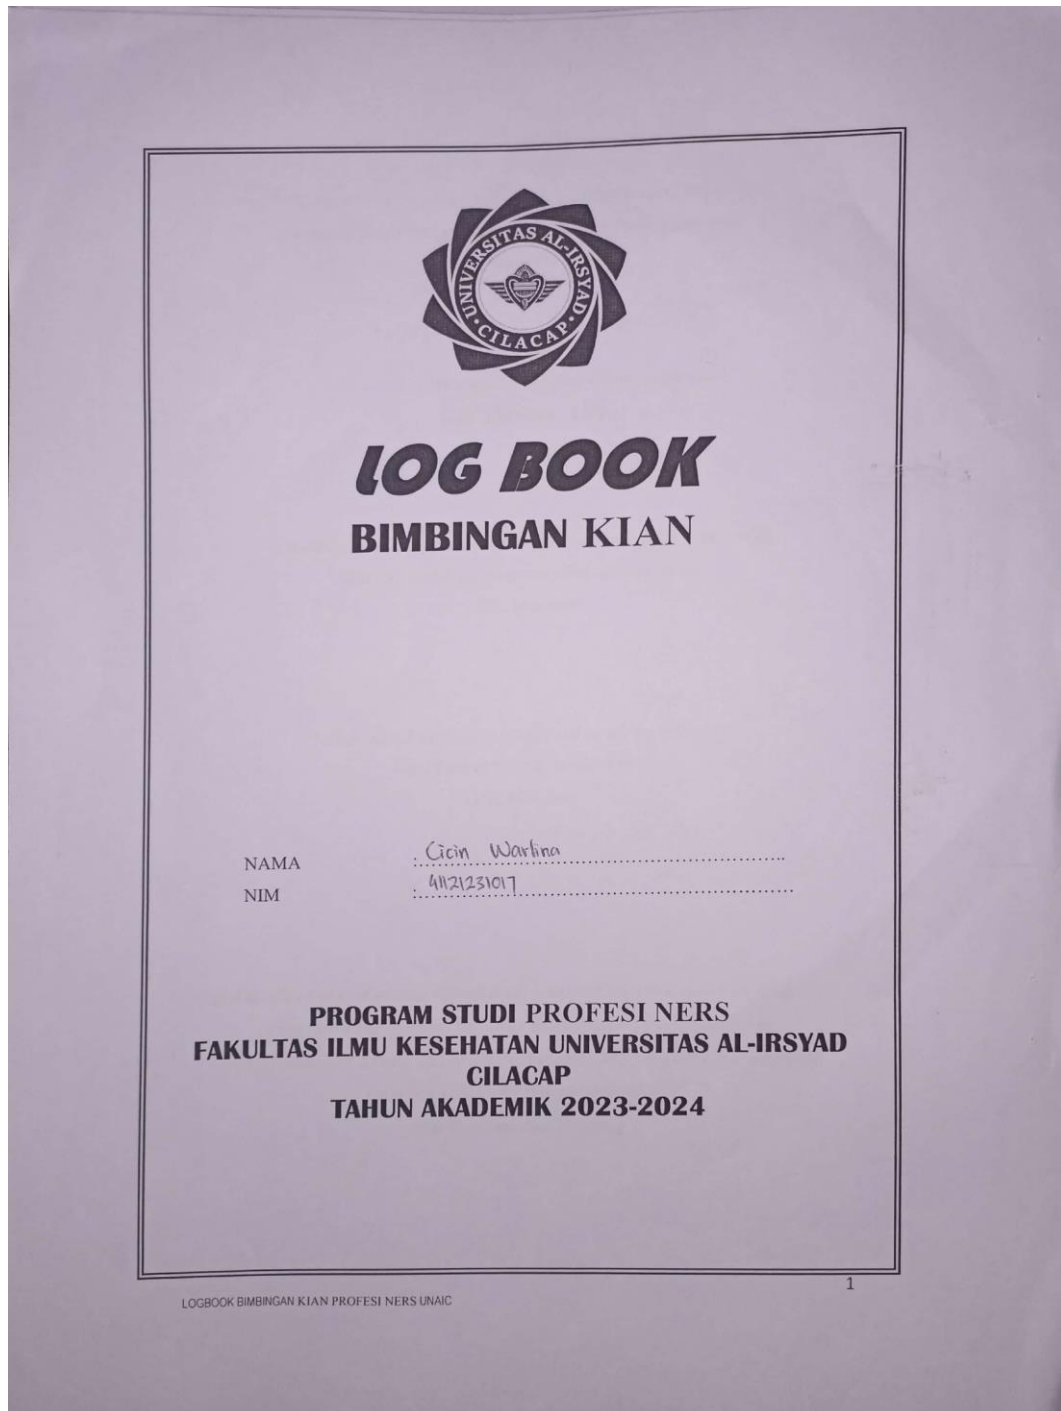 UNIVERSITAS AL-IRSYAD
CILACAP
LOG BOOK
BIMBINGAN KIAN
NAMA : Cicin Warlina
NIM : 41121231017
PROGRAM STUDI PROFESI NERS
FAKULTAS ILMU KESEHATAN UNIVERSITAS AL-IRSYAD
CILACAP
TAHUN AKADEMIK 2023-2024
1
LOGBOOK BIMBINGAN KIAN PROFESI NERS UNAIC